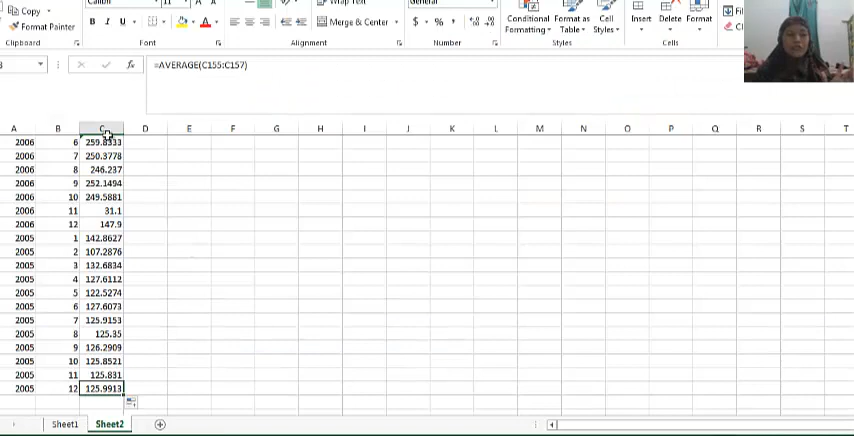 Copy
Format Painter
Clipboard
Calibri 11 A A
B I U A
Font
Wrap Text
Merge & Center
Alignment
General
$ % ,
Number
Conditional Formatting
Format as Table
Cell Styles
Styles
Insert Delete Format
Cells
fx =AVERAGE(C155:C157)
A B C D E F G H I J K L M N O P Q R S T
2006 6 259.8333
2006 7 250.3778
2006 8 246.237
2006 9 252.1494
2006 10 249.5881
2006 11 31.1
2006 12 147.9
2005 1 142.8627
2005 2 107.2876
2005 3 132.6834
2005 4 127.6112
2005 5 122.5274
2005 6 127.6073
2005 7 125.9153
2005 8 125.35
2005 9 126.2909
2005 10 125.8521
2005 11 125.831
2005 12 125.9913
Sheet1 Sheet2